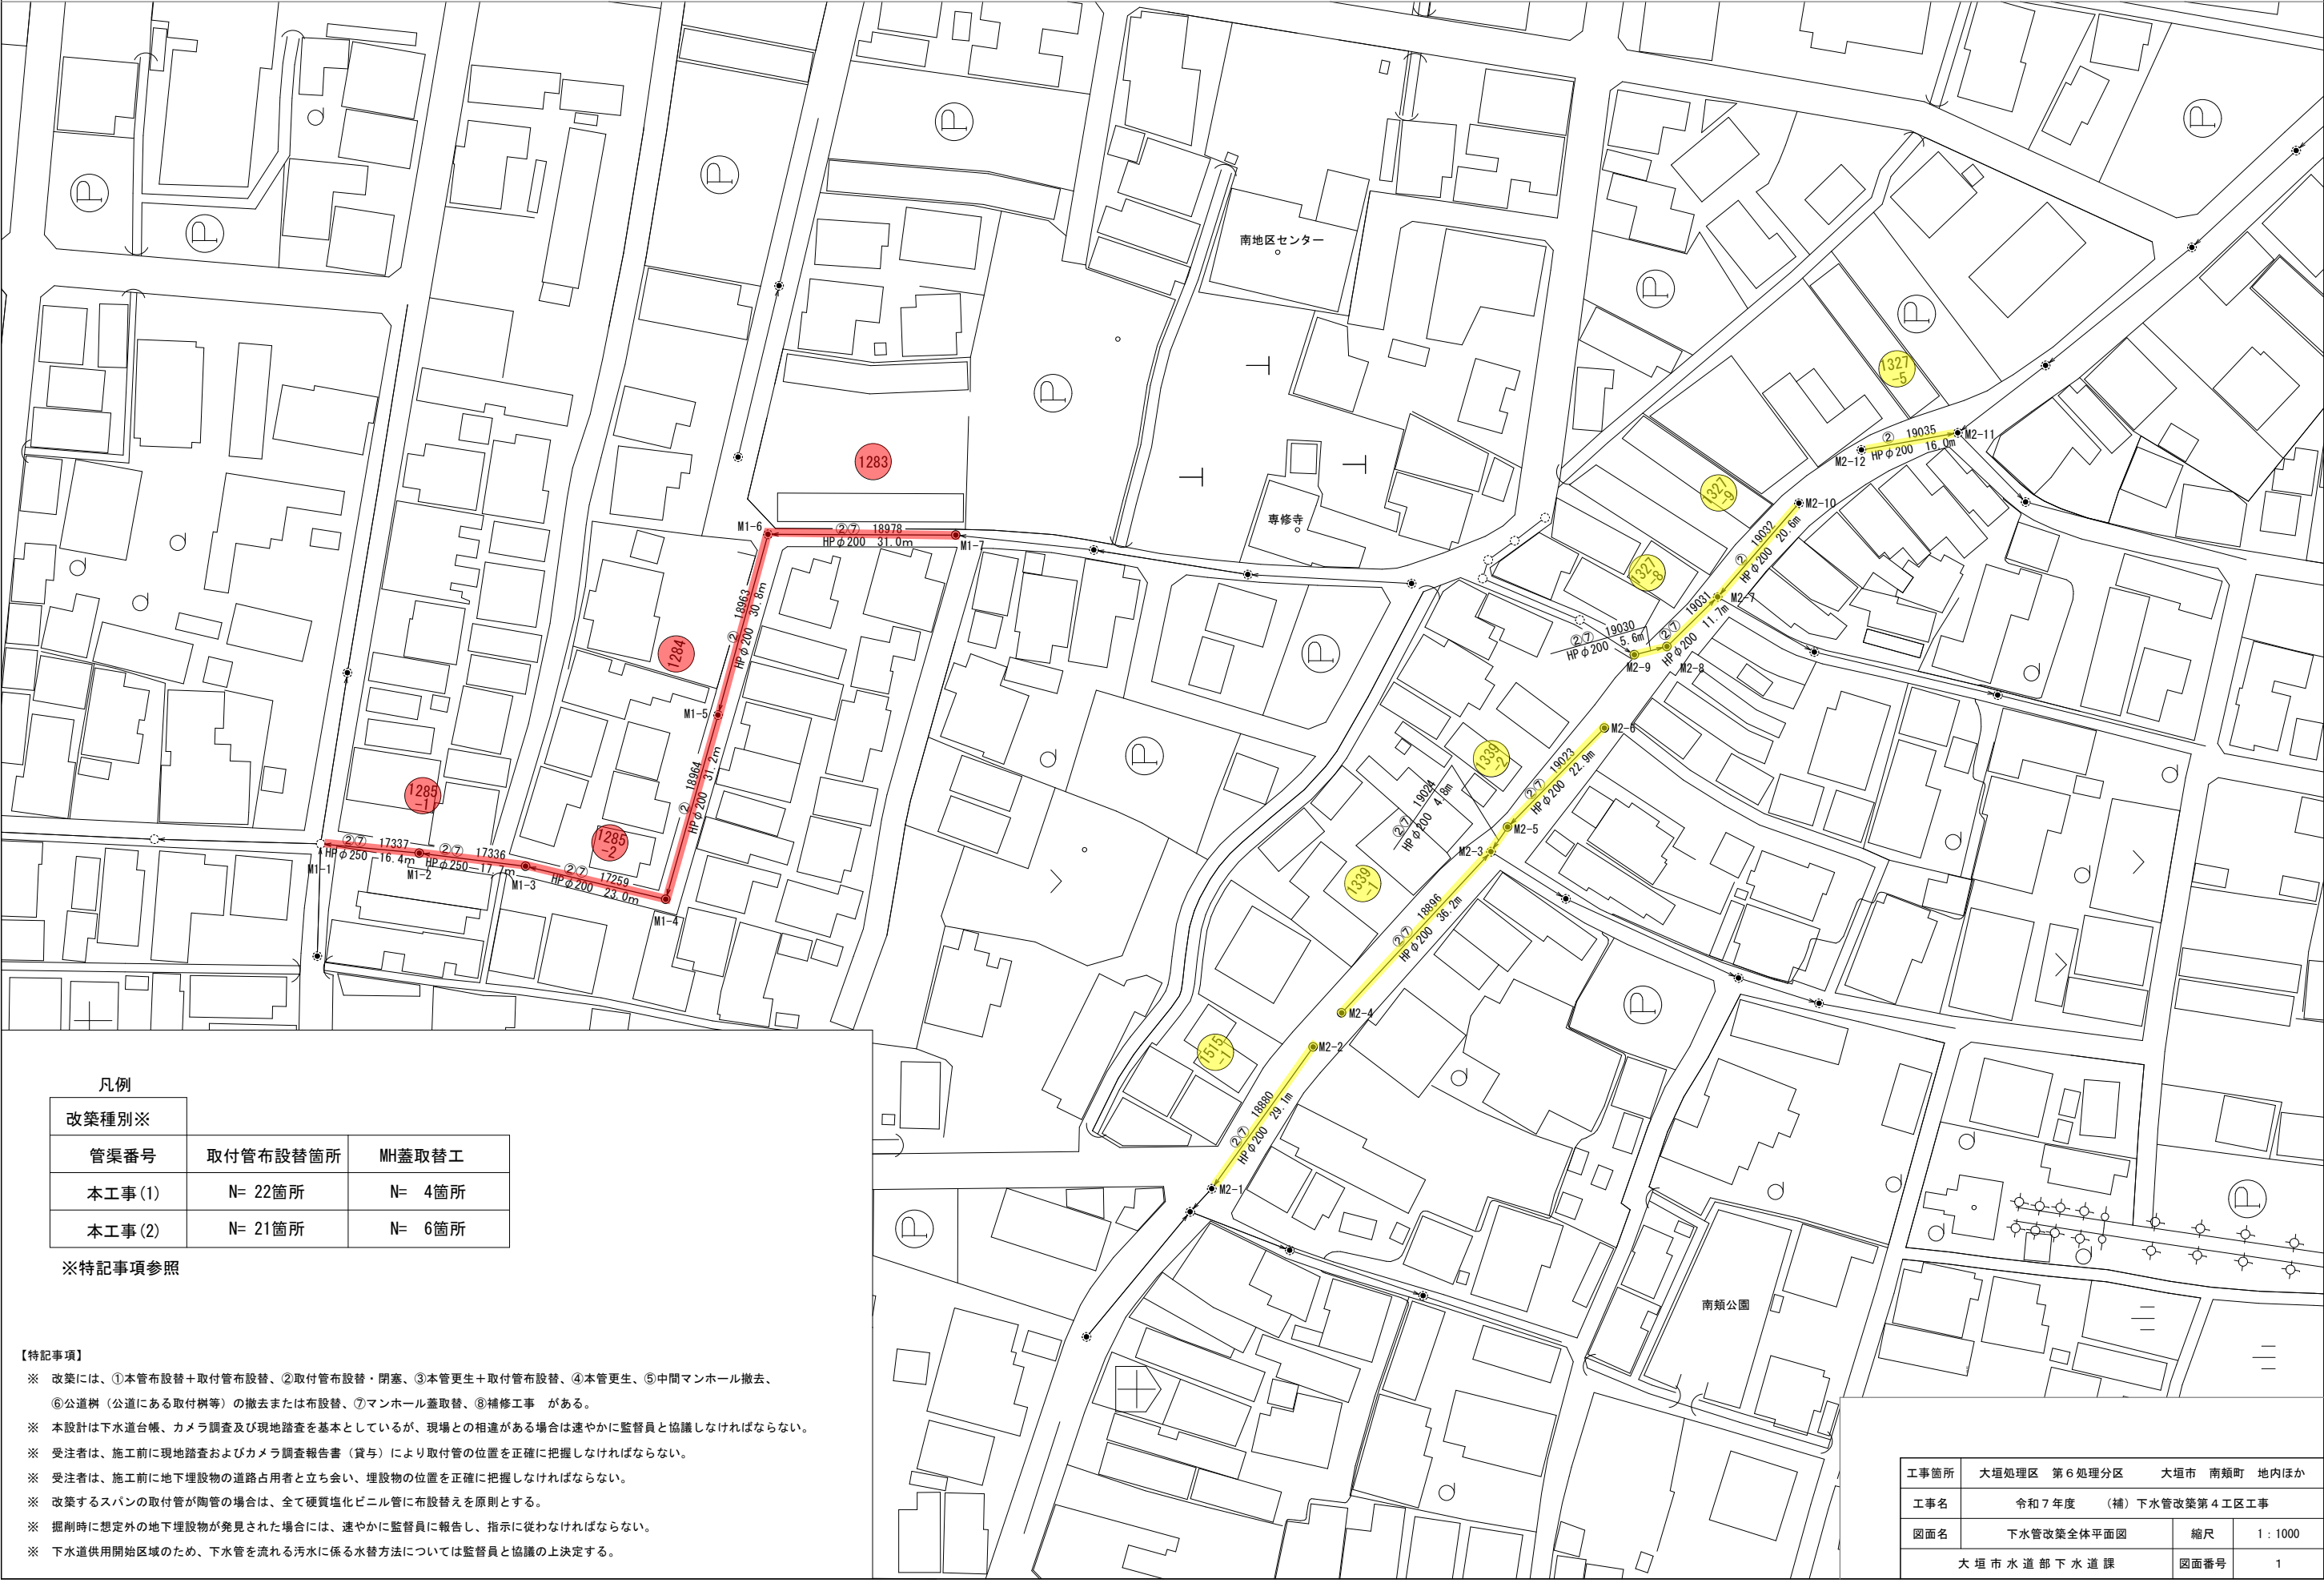 南地区センター
専修寺
南頬公園
1283
1284
1285
-1
1285
-2
1327
-5
1327
-9
1327
-8
1339
-2
1339
-1
1515
-1
M1-6
②⑦ 18978
HPφ200 31.0m
M1-7
② 18963
HPφ200 30.8m
M1-5
② 18964
HPφ200 31.2m
②⑦ 17337
HPφ250 16.4m
M1-1
M1-2
②⑦ 17336
HPφ250 17.7m
M1-3
②⑦ 17259
HPφ200 23.0m
M1-4
② 19035
HPφ200 16.0m
M2-11
M2-12
M2-10
② 19032
HPφ200 20.6m
M2-7
②⑦ 19031
HPφ200 11.7m
②⑦ 19030
HPφ200 5.6m
M2-9
M2-8
M2-6
②⑦ 19023
HPφ200 22.9m
②⑦ 19024
HPφ200 4.8m
M2-5
M2-3
②⑦ 18896
HPφ200 36.2m
M2-4
M2-2
②⑦ 18880
HPφ200 29.1m
M2-1
P
P
P
P
P
P
P
P
P
P
P
P
P
P
凡例
改築種別※
管渠番号 取付管布設替箇所 MH蓋取替工
本工事(1) N= 22箇所 N= 4箇所
本工事(2) N= 21箇所 N= 6箇所
※特記事項参照
【特記事項】
※ 改築には、①本管布設替＋取付管布設替、②取付管布設替・閉塞、③本管更生＋取付管布設替、④本管更生、⑤中間マンホール撤去、
⑥公道桝（公道にある取付桝等）の撤去または布設替、⑦マンホール蓋取替、⑧補修工事 がある。
※ 本設計は下水道台帳、カメラ調査及び現地踏査を基本としているが、現場との相違がある場合は速やかに監督員と協議しなければならない。
※ 受注者は、施工前に現地踏査およびカメラ調査報告書（貸与）により取付管の位置を正確に把握しなければならない。
※ 受注者は、施工前に地下埋設物の道路占用者と立ち会い、埋設物の位置を正確に把握しなければならない。
※ 改築するスパンの取付管が陶管の場合は、全て硬質塩化ビニル管に布設替えを原則とする。
※ 掘削時に想定外の地下埋設物が発見された場合には、速やかに監督員に報告し、指示に従わなければならない。
※ 下水道供用開始区域のため、下水管を流れる汚水に係る水替方法については監督員と協議の上決定する。
工事箇所 大垣処理区 第６処理分区 大垣市 南頬町 地内ほか
工事名 令和７年度 （補）下水管改築第４工区工事
図面名 下水管改築全体平面図 縮尺 1：1000
大垣市水道部下水道課 図面番号 1